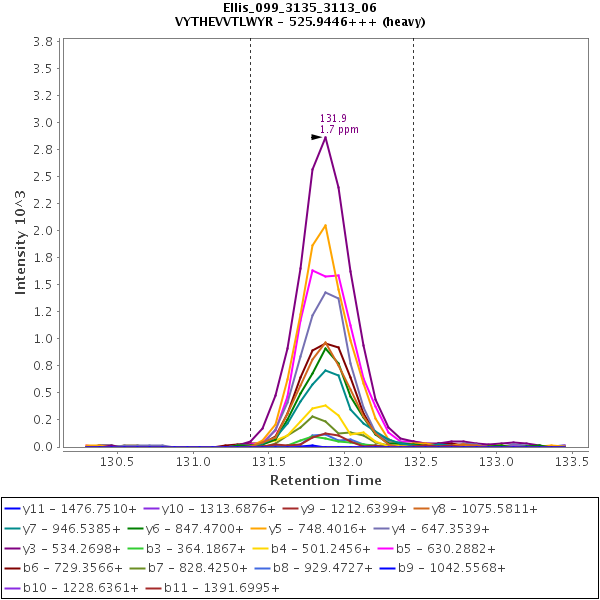 Ellis_099_3135_3113_06
VYTHEVVTLWYR - 525.9446+++ (heavy)
Intensity 10^3
3.8
3.5
3.2
3.0
2.8
2.5
2.2
2.0
1.8
1.5
1.2
1.0
0.8
0.5
0.2
0.0
131.9
1.7 ppm
130.5 131.0 131.5 132.0 132.5 133.0 133.5
Retention Time
y11 - 1476.7510+ y10 - 1313.6876+ y9 - 1212.6399+ y8 - 1075.5811+
y7 - 946.5385+ y6 - 847.4700+ y5 - 748.4016+ y4 - 647.3539+
y3 - 534.2698+ b3 - 364.1867+ b4 - 501.2456+ b5 - 630.2882+
b6 - 729.3566+ b7 - 828.4250+ b8 - 929.4727+ b9 - 1042.5568+
b10 - 1228.6361+ b11 - 1391.6995+